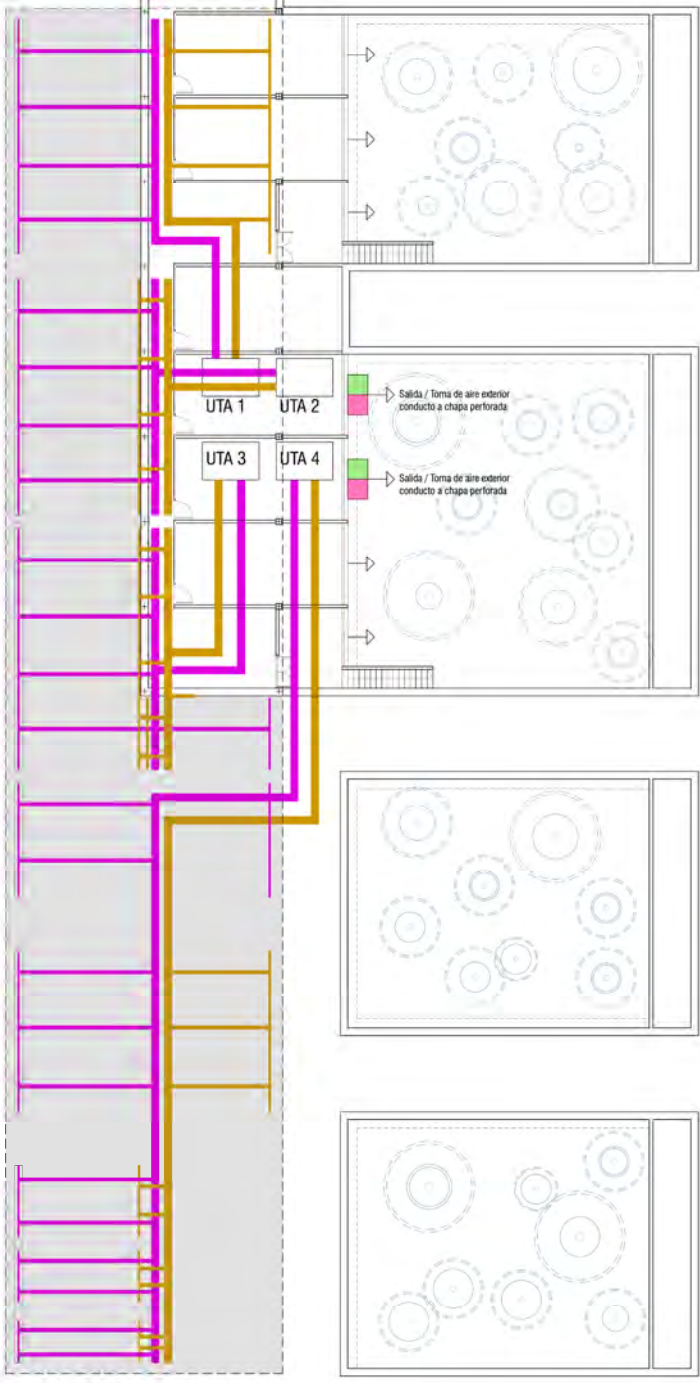 Salida / Toma de aire exterior
conducto a chapa perforada
UTA 1
UTA 2
UTA 3
UTA 4
Salida / Toma de aire exterior
conducto a chapa perforada